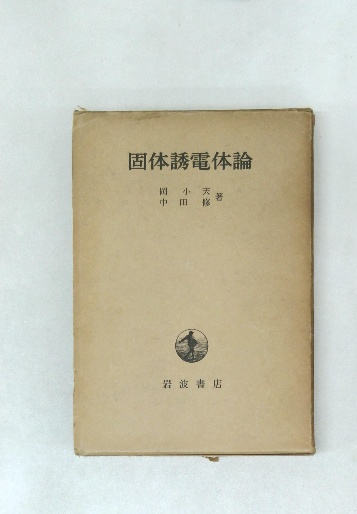 固体誘電体論
岡小天
中田修 著
岩波書店